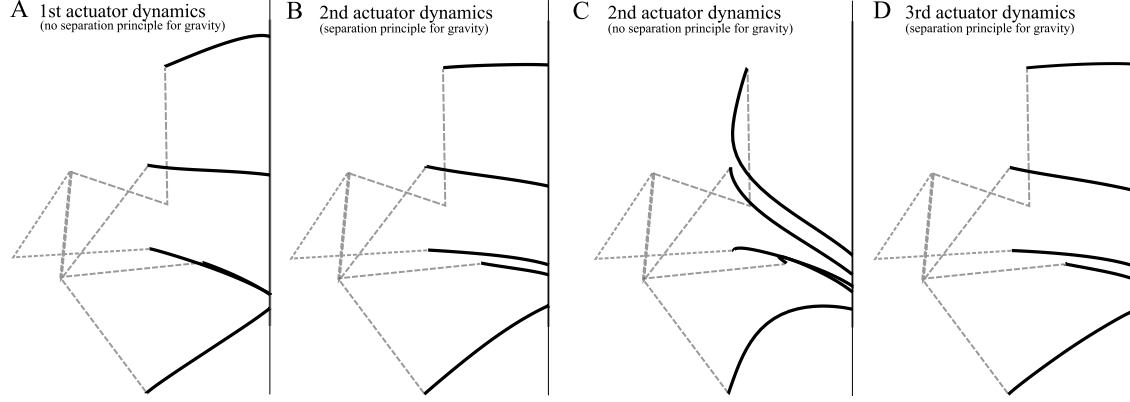 A 1st actuator dynamics
(no separation principle for gravity)
B 2nd actuator dynamics
(separation principle for gravity)
C 2nd actuator dynamics
(no separation principle for gravity)
D 3rd actuator dynamics
(separation principle for gravity)